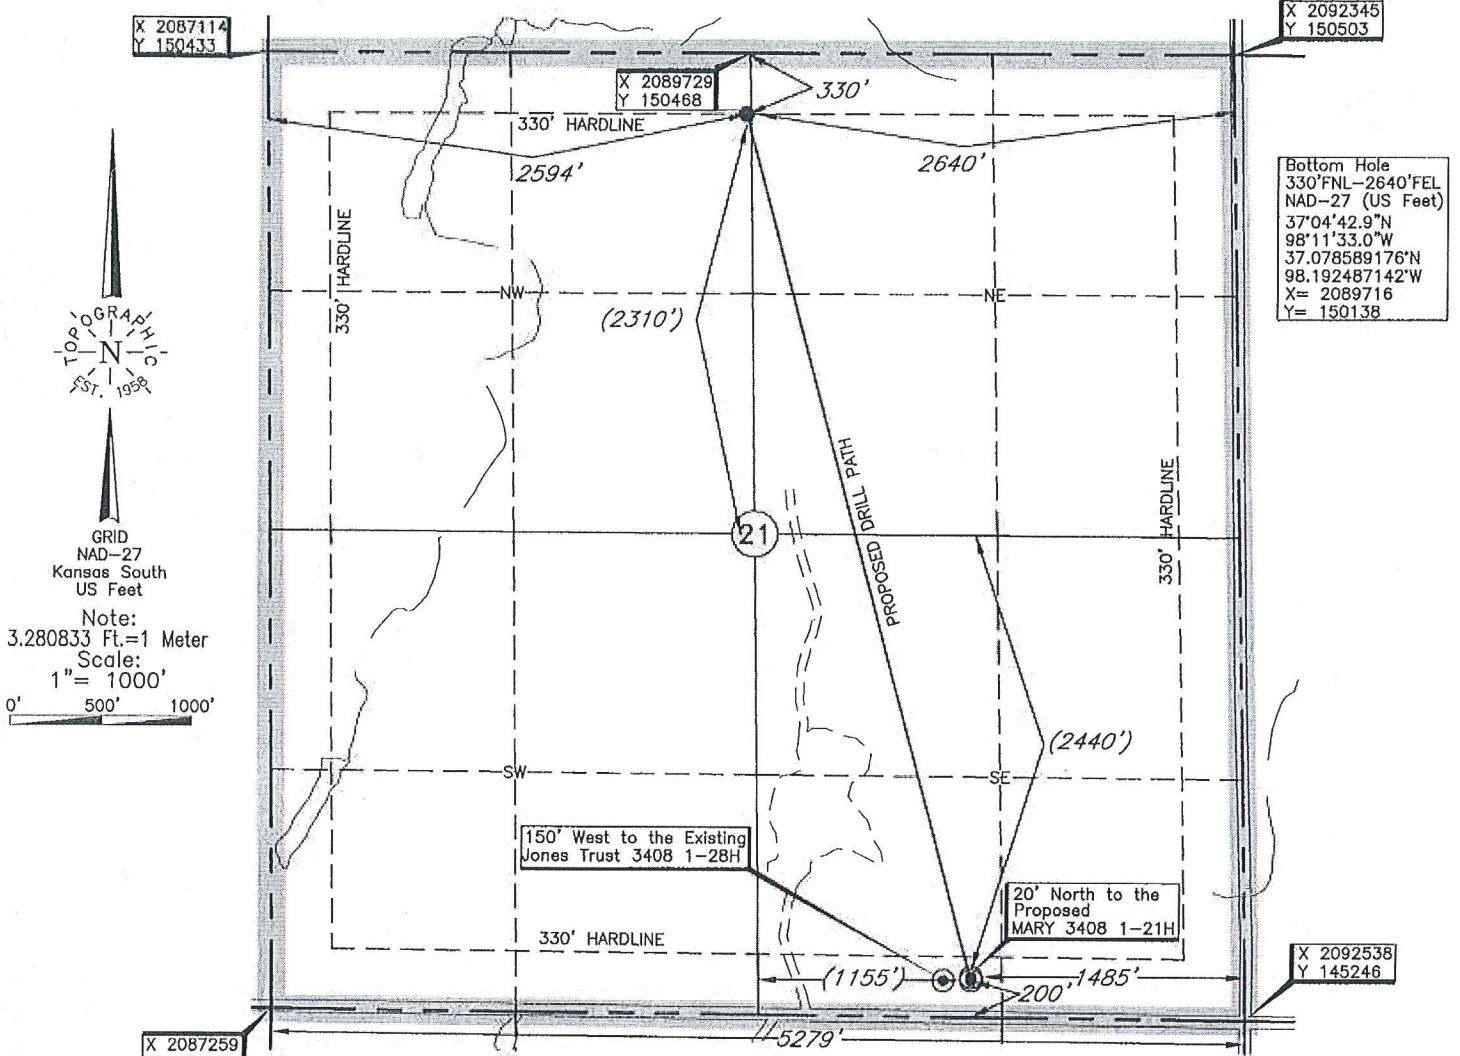 X 2087114
Y 150433
X 2092345
Y 150503
X 2089729
Y 150468
330'
330' HARDLINE
2594'
2640'
Bottom Hole
330'FNL-2640'FEL
NAD-27 (US Feet)
37°04'42.9"N
98°11'33.0"W
37.078589176°N
98.192487142°W
X= 2089716
Y= 150138
330' HARDLINE
NW
NE
(2310')
TOPOGRAPHIC
N
EST. 1958
PROPOSED DRILL PATH
330' HARDLINE
21
GRID
NAD-27
Kansas South
US Feet
Note:
3.280833 Ft.=1 Meter
Scale:
1"= 1000'
0' 500' 1000'
(2440')
SW
SE
150' West to the Existing
Jones Trust 3408 1-28H
20' North to the
Proposed
MARY 3408 1-21H
330' HARDLINE
(1155')
1485'
200'
X 2092538
Y 145246
5279'
X 2087259